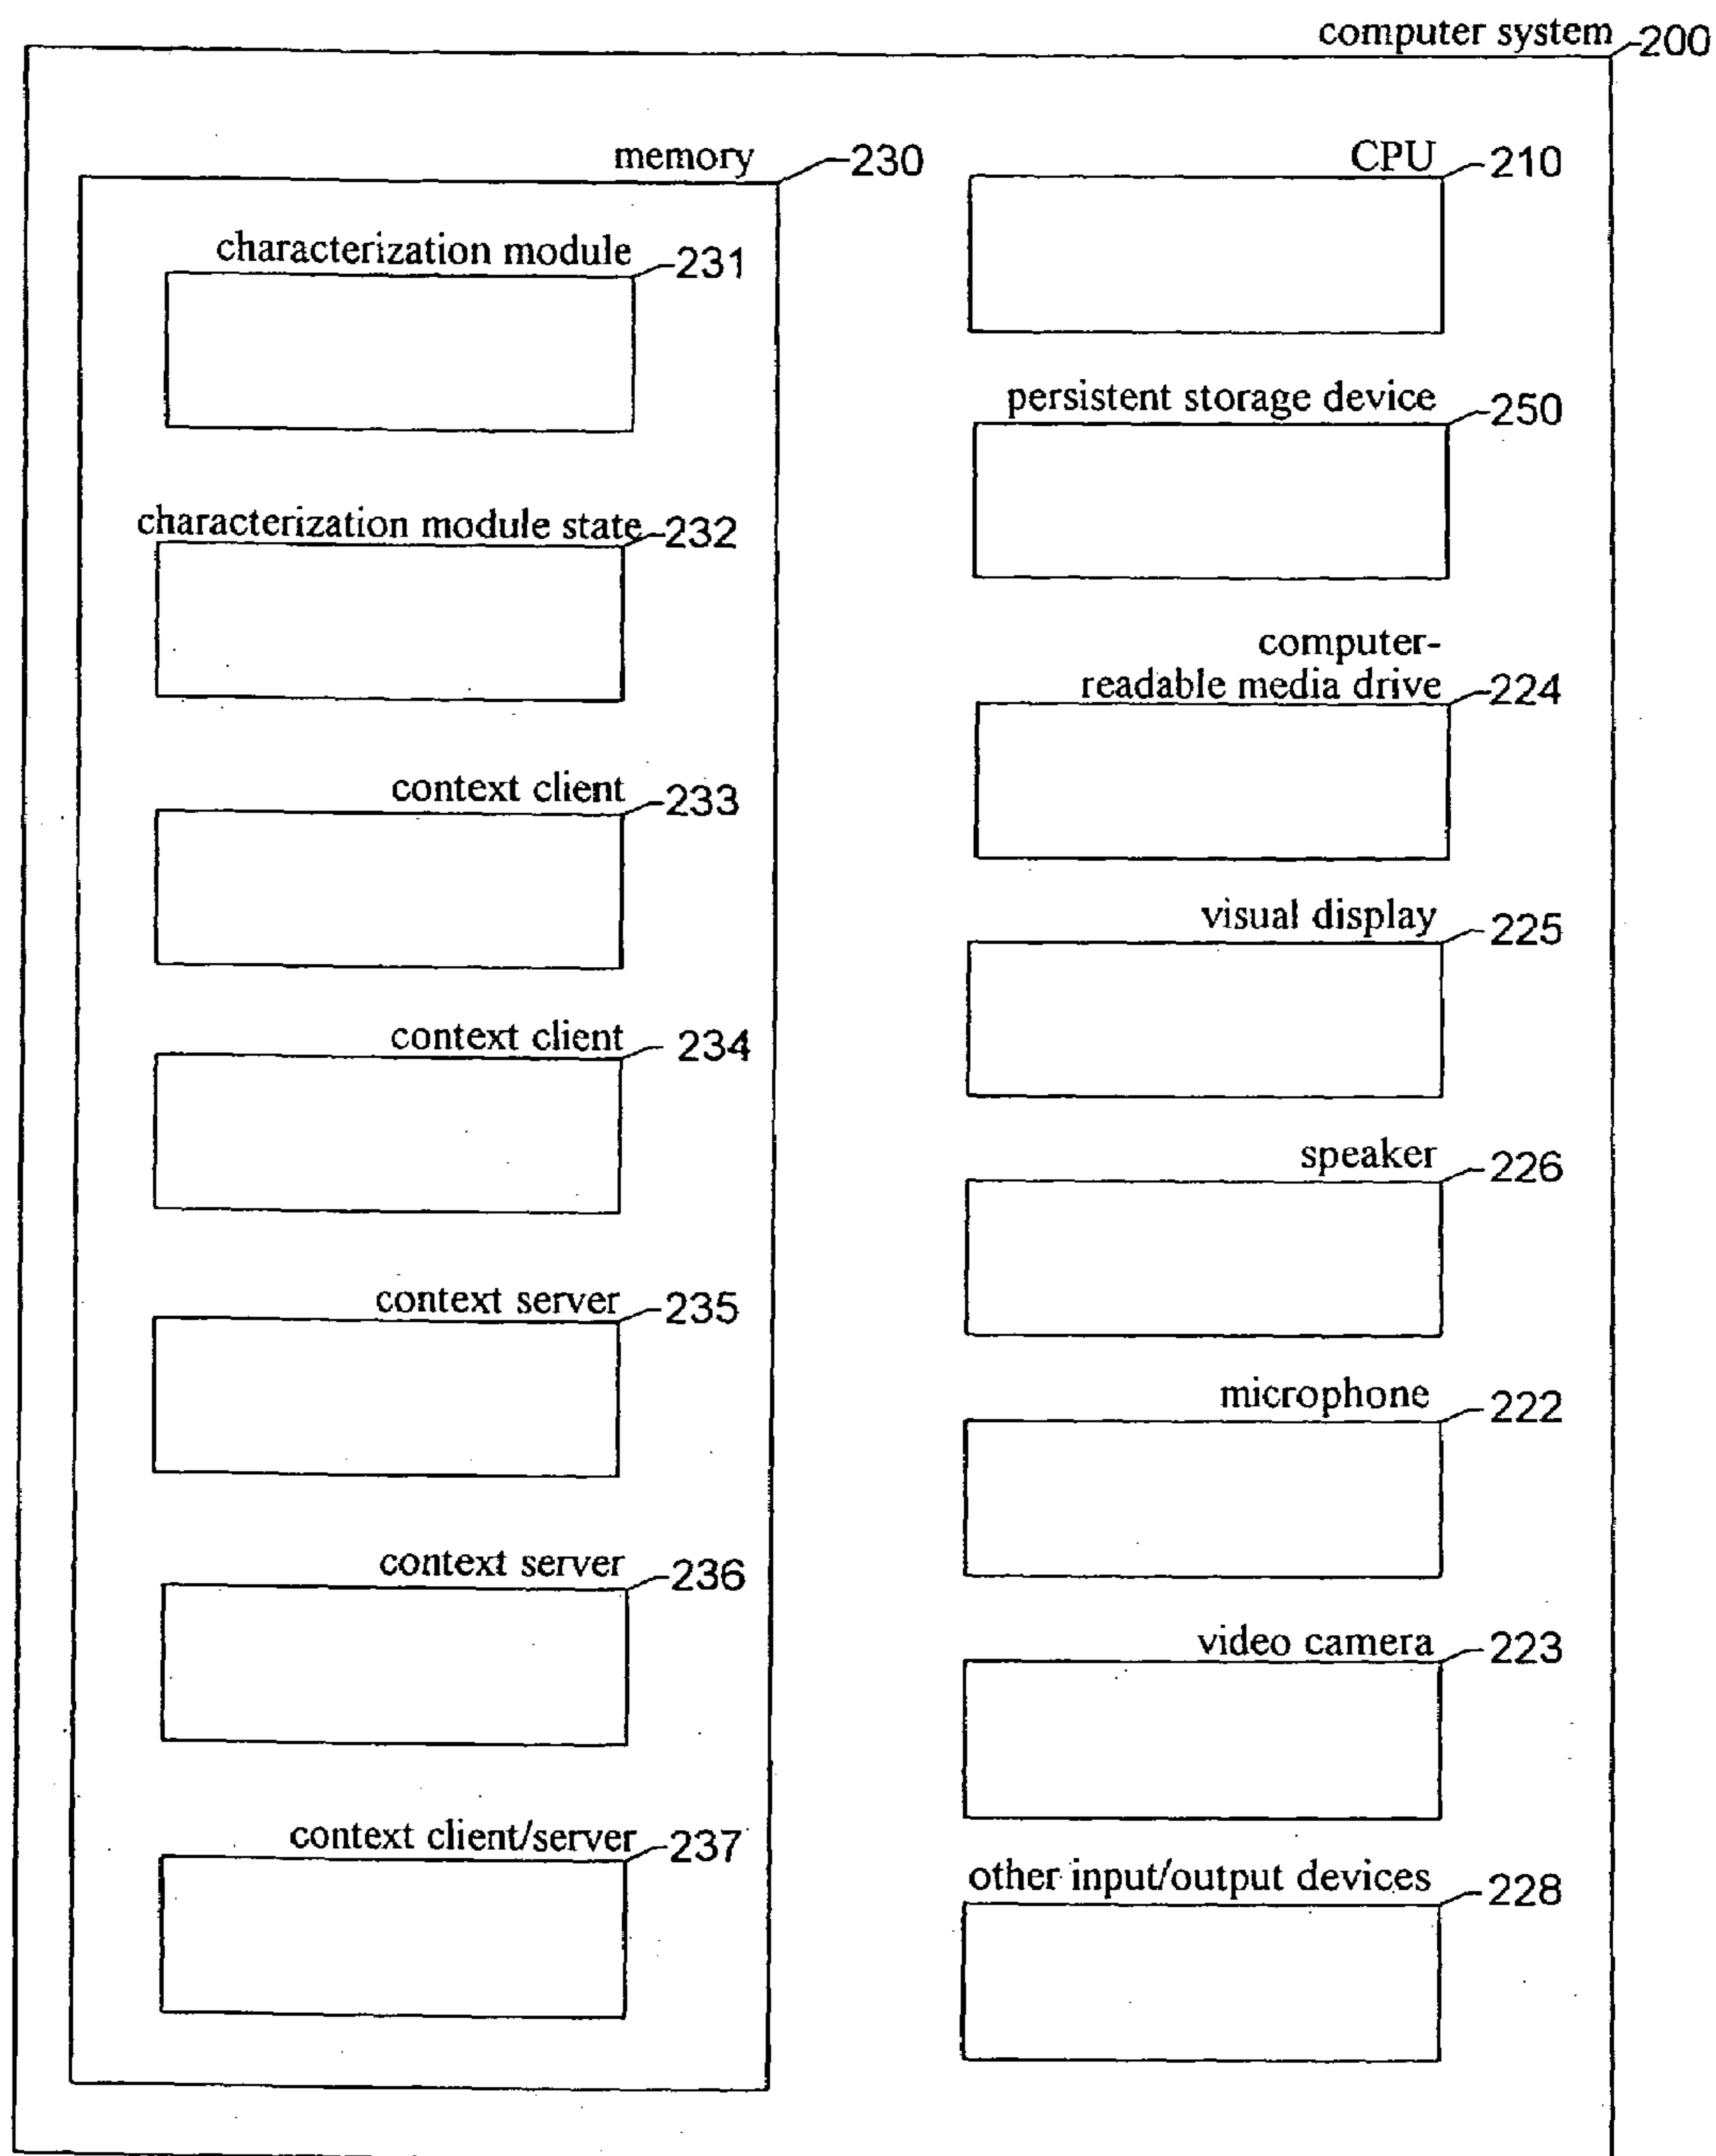 computer system 200
memory 230
characterization module 231
characterization module state 232
context client 233
context client 234
context server 235
context server 236
context client/server 237
CPU 210
persistent storage device 250
computer-
readable media drive 224
visual display 225
speaker 226
microphone 222
video camera 223
other input/output devices 228